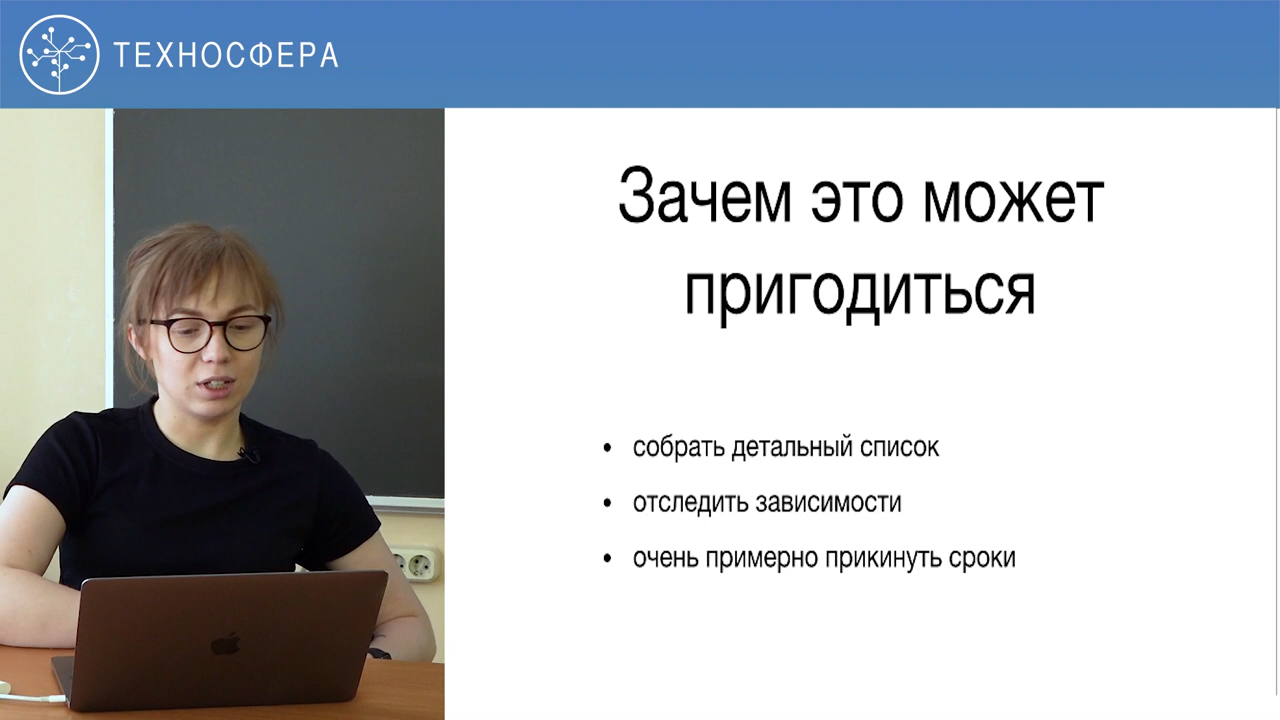 ТЕХНОСФЕРА
Зачем это может
пригодиться
• собрать детальный список
• отследить зависимости
• очень примерно прикинуть сроки